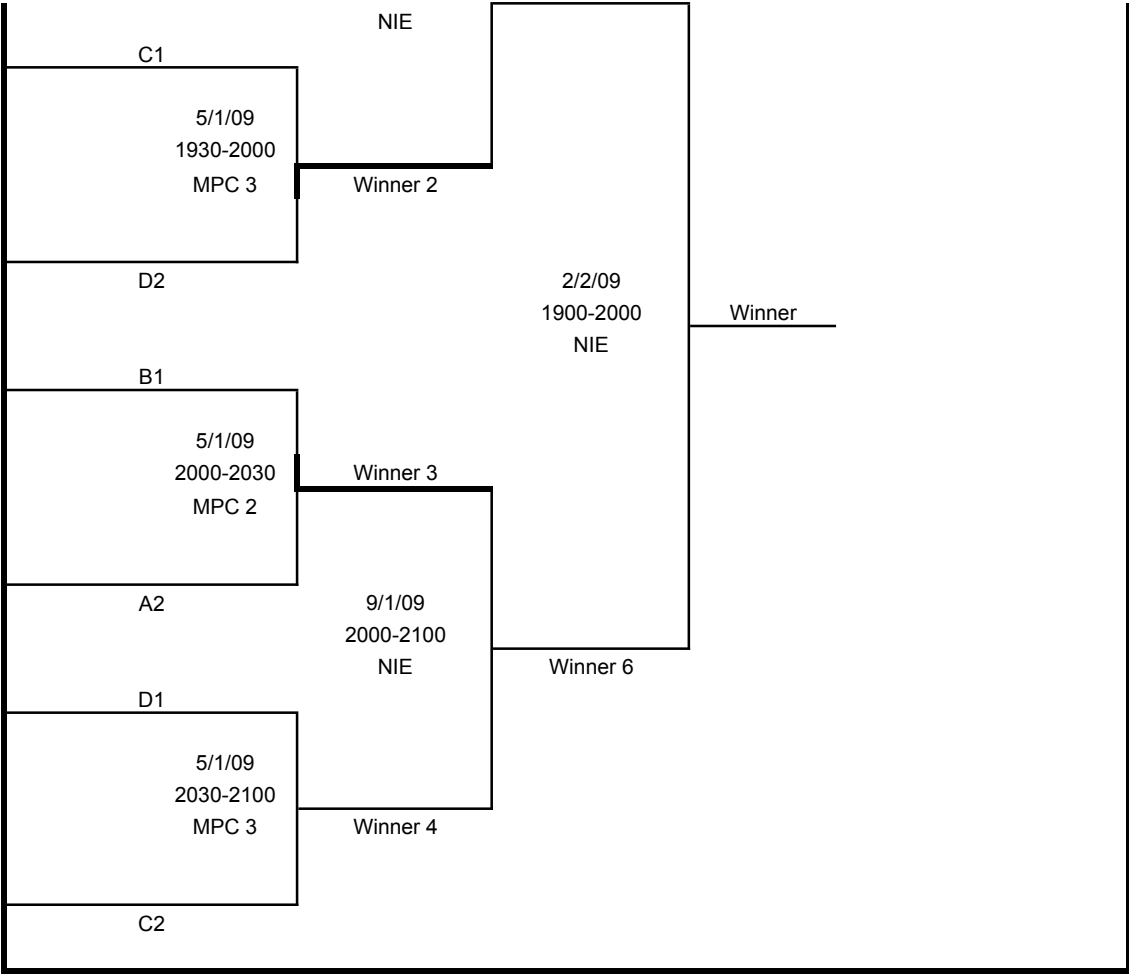 NIE
C1
5/1/09
1930-2000
MPC 3
Winner 2
D2
2/2/09
1900-2000
NIE
Winner
B1
5/1/09
2000-2030
MPC 2
Winner 3
A2
9/1/09
2000-2100
NIE
Winner 6
D1
5/1/09
2030-2100
MPC 3
Winner 4
C2